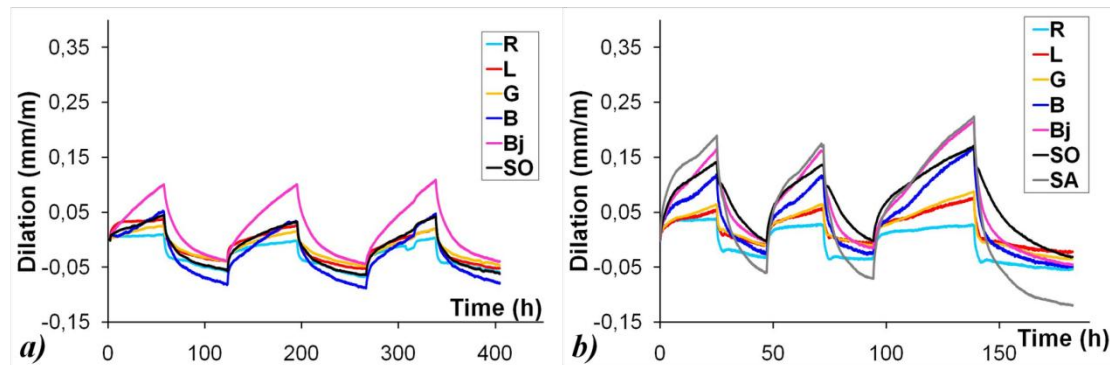 0,35
0,25
0,15
0,05
-0,05
-0,15
Dilation (mm/m)
R
L
G
B
Bj
SO
Time (h)
0 100 200 300 400
a)
0,35
0,25
0,15
0,05
-0,05
-0,15
Dilation (mm/m)
R
L
G
B
Bj
SO
SA
Time (h)
0 50 100 150
b)